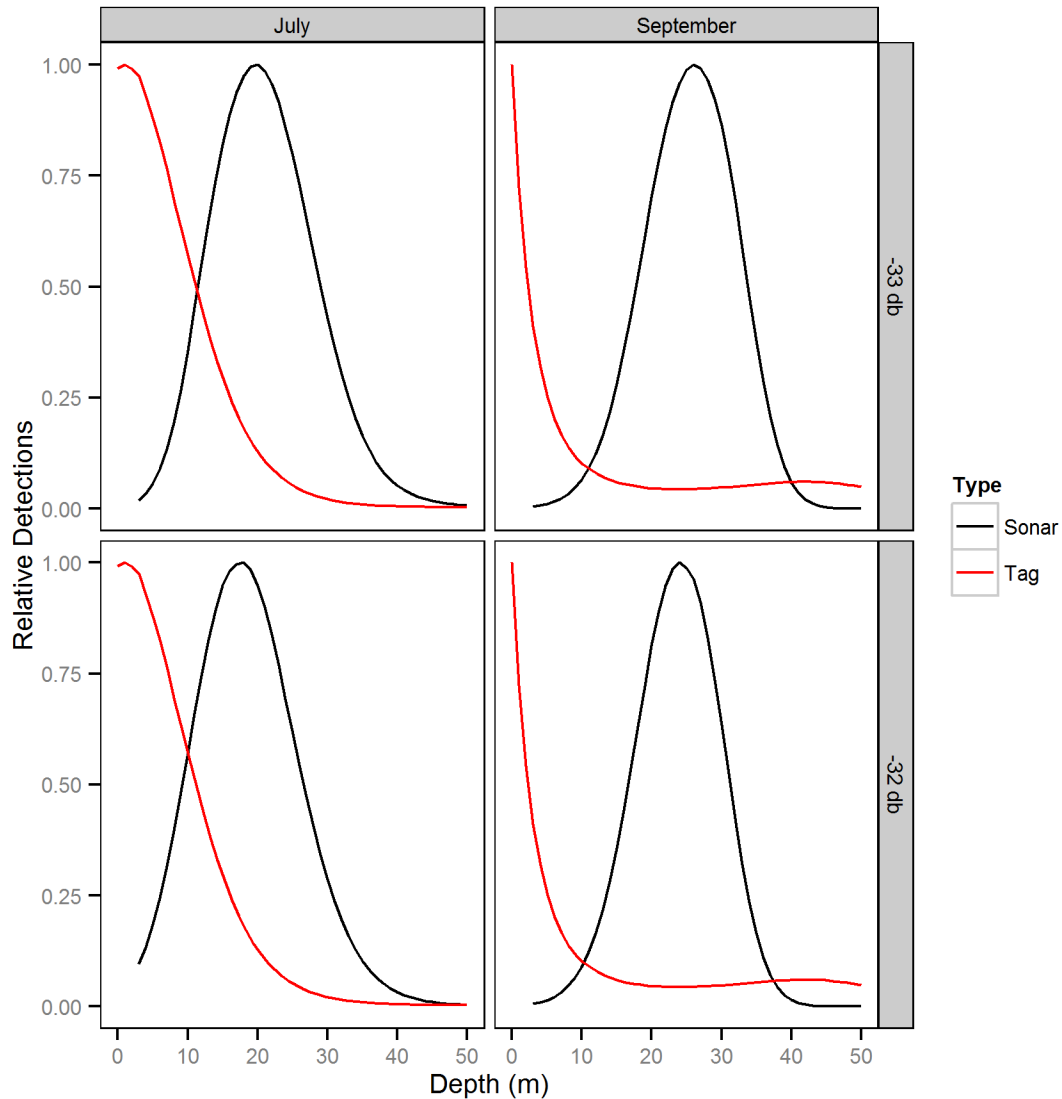 July
September
1.00
0.75
0.50
0.25
0.00
-33 db
1.00
0.75
0.50
0.25
0.00
-32 db
Relative Detections
0 10 20 30 40 50
0 10 20 30 40 50
Depth (m)
Type
Sonar
Tag